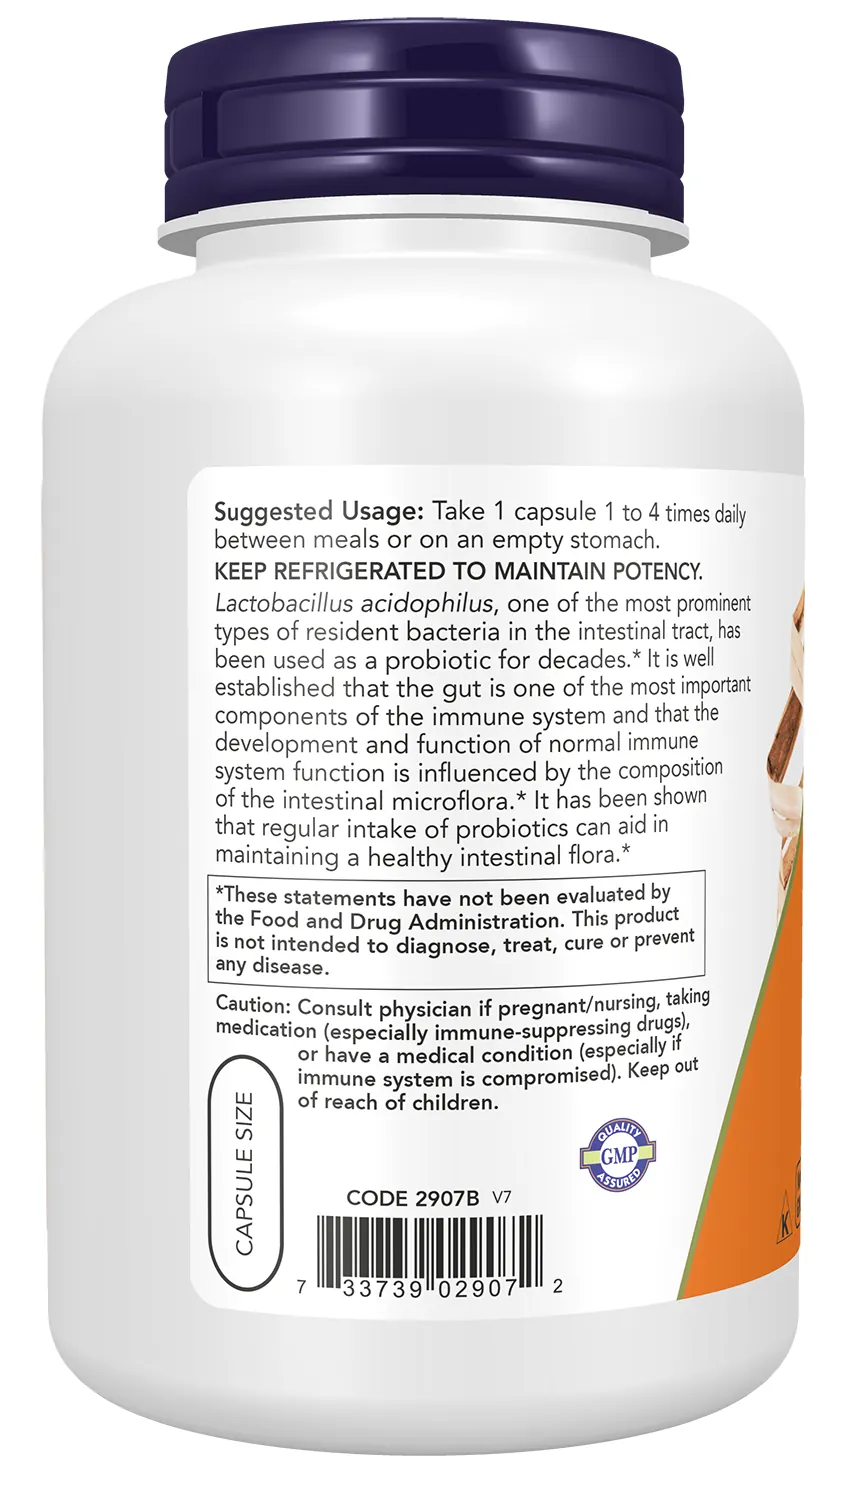 Suggested Usage: Take 1 capsule 1 to 4 times daily
between meals or on an empty stomach.
KEEP REFRIGERATED TO MAINTAIN POTENCY.
Lactobacillus acidophilus, one of the most prominent
types of resident bacteria in the intestinal tract, has
been used as a probiotic for decades.* It is well
established that the gut is one of the most important
components of the immune system and that the
development and function of normal immune
system function is influenced by the composition
of the intestinal microflora.* It has been shown
that regular intake of probiotics can aid in
maintaining a healthy intestinal flora.*
*These statements have not been evaluated by
the Food and Drug Administration. This product
is not intended to diagnose, treat, cure or prevent
any disease.
Caution: Consult physician if pregnant/nursing, taking
medication (especially immune-suppressing drugs),
or have a medical condition (especially if
immune system is compromised). Keep out
of reach of children.
CAPSULE SIZE
QUALITY
GMP
ASSURED
CODE 2907B V7
7 33739 02907 2
K